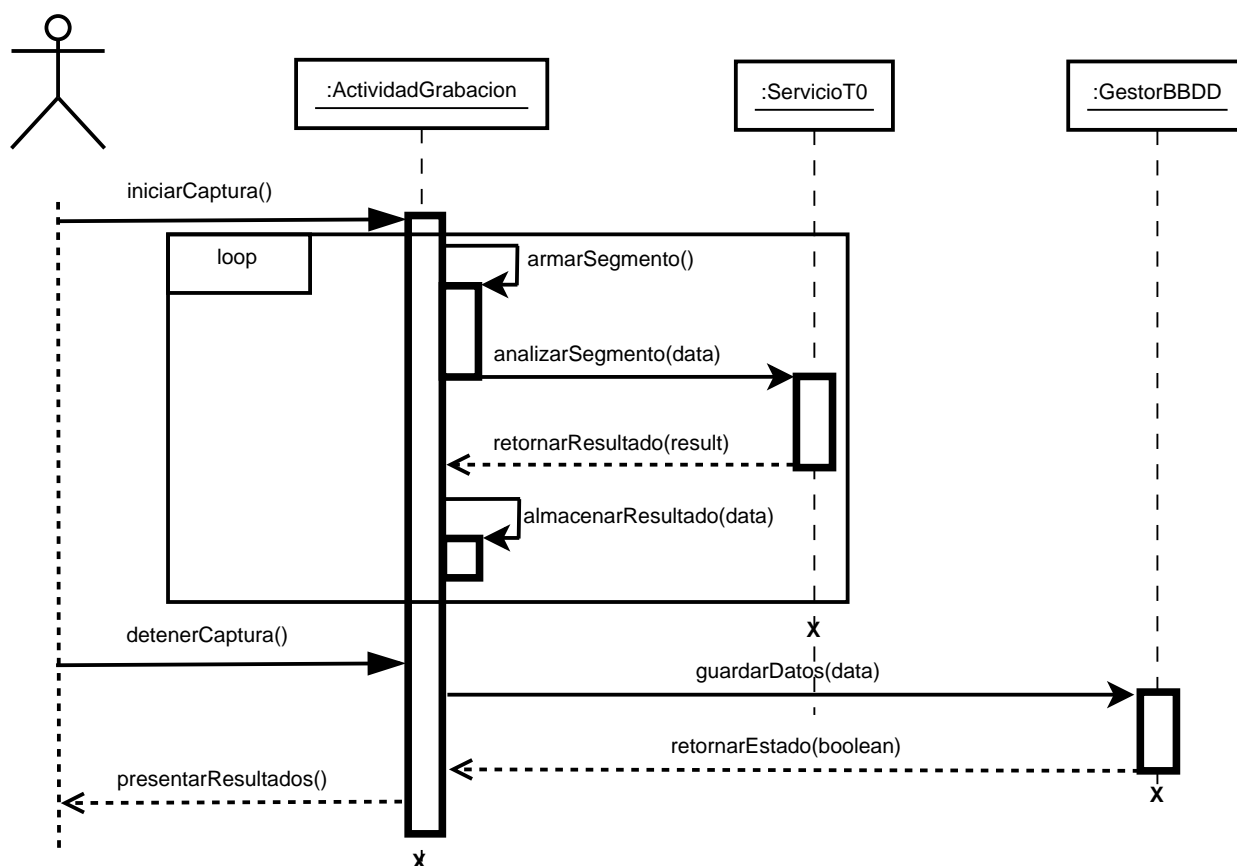 :ActividadGrabacion
:ServicioT0
:GestorBBDD
iniciarCaptura()
loop
armarSegmento()
analizarSegmento(data)
retornarResultado(result)
almacenarResultado(data)
X
detenerCaptura()
guardarDatos(data)
retornarEstado(boolean)
presentarResultados()
X
X